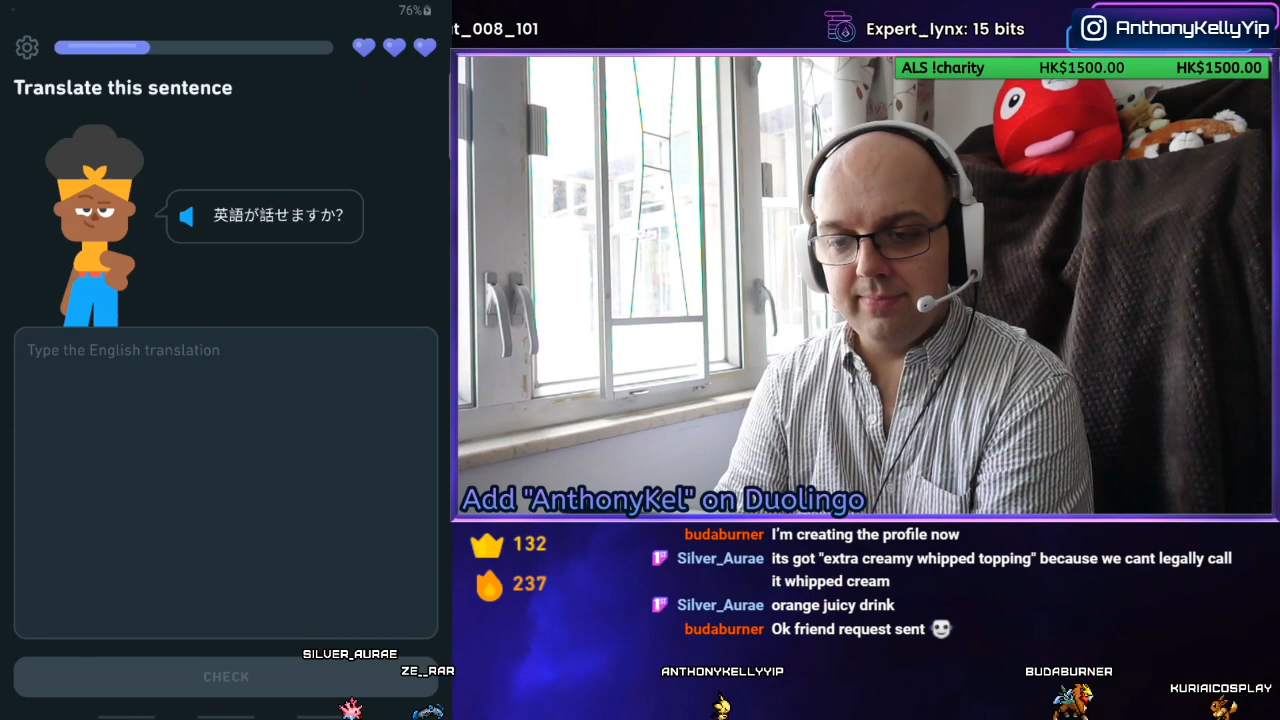 76%
Translate this sentence
英語が話せますか?
Type the English translation
CHECK
SILVER_AURAE
ZE__RAR
t_008_101
Expert_lynx: 15 bits
AnthonyKellyYip
ALS !charity HK$1500.00 HK$1500.00
Add "AnthonyKel" on Duolingo
132
237
budaburner I'm creating the profile now
Silver_Aurae its got "extra creamy whipped topping" because we cant legally call
it whipped cream
Silver_Aurae orange juicy drink
budaburner Ok friend request sent
ANTHONYKELLYYIP
BUDABURNER
KURIAICOSPLAY